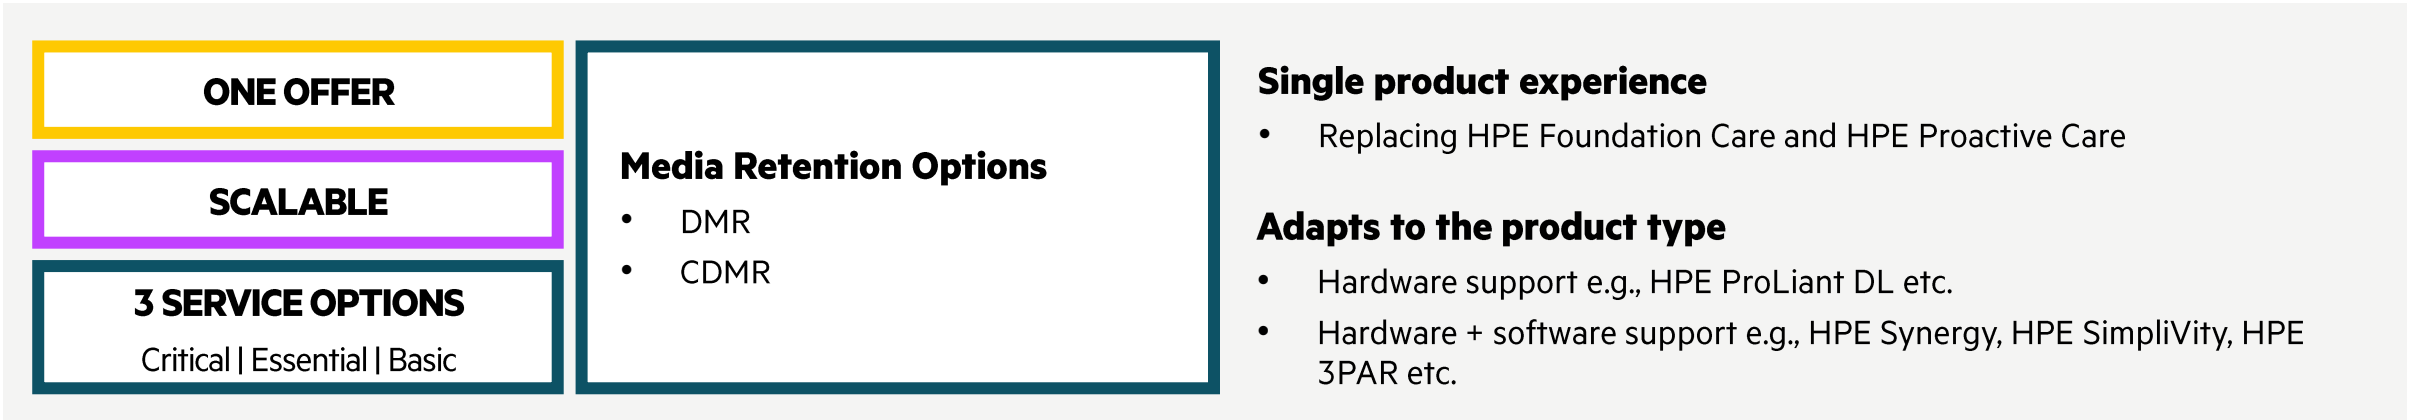 ONE OFFER
SCALABLE
3 SERVICE OPTIONS
Critical | Essential | Basic
Media Retention Options
• DMR
• CDMR
Single product experience
• Replacing HPE Foundation Care and HPE Proactive Care
Adapts to the product type
• Hardware support e.g., HPE ProLiant DL etc.
• Hardware + software support e.g., HPE Synergy, HPE SimpliVity, HPE
3PAR etc.